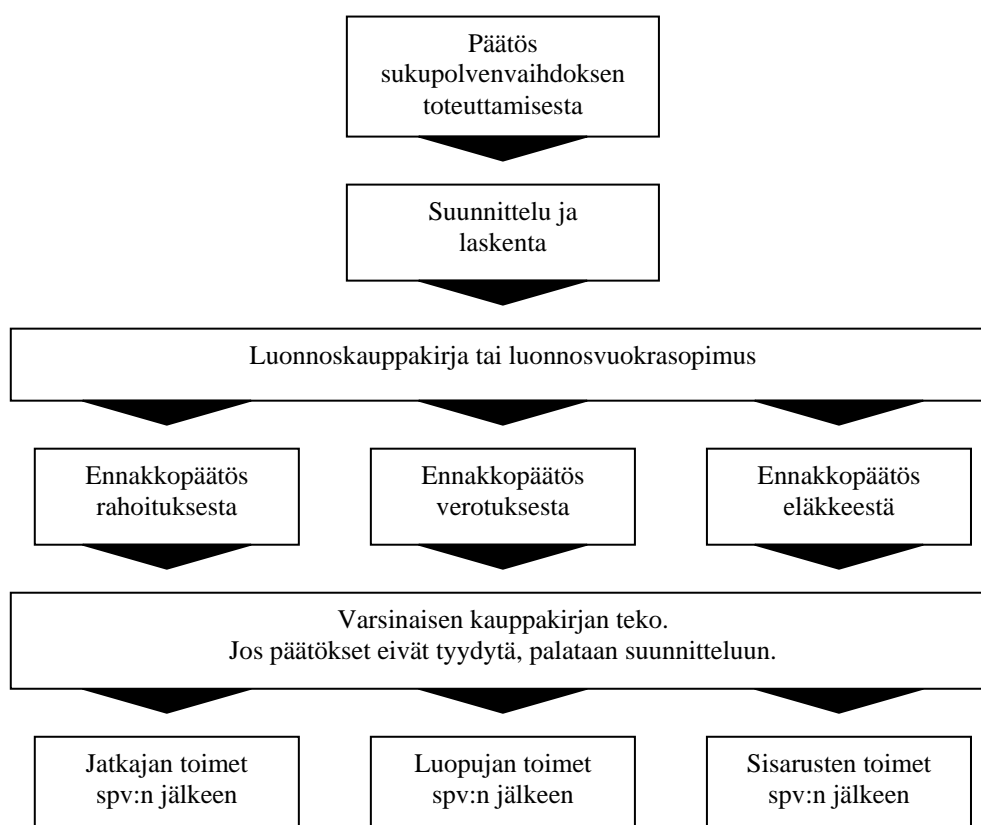 Päätös
sukupolvenvaihdoksen
toteuttamisesta
Suunnittelu ja
laskenta
Luonnoskauppakirja tai luonnosvuokrasopimus
Ennakkopäätös
rahoituksesta
Ennakkopäätös
verotuksesta
Ennakkopäätös
eläkkeestä
Varsinaisen kauppakirjan teko.
Jos päätökset eivät tyydytä, palataan suunnitteluun.
Jatkajan toimet
spv:n jälkeen
Luopujan toimet
spv:n jälkeen
Sisarusten toimet
spv:n jälkeen